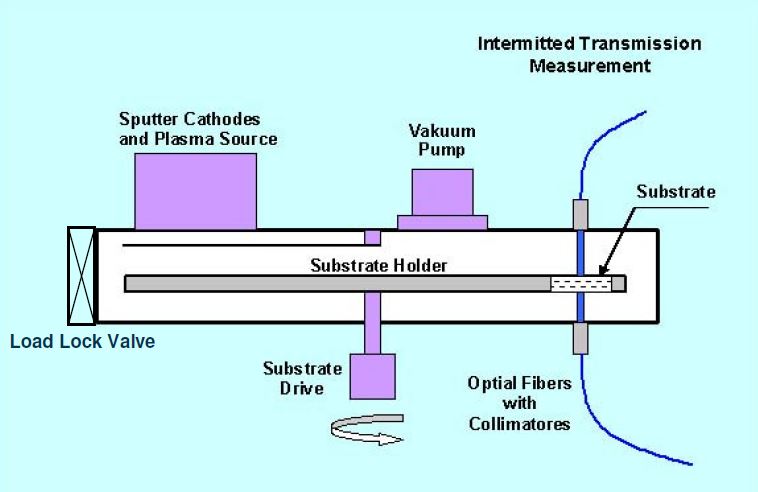 Intermitted Transmission
Measurement
Sputter Cathodes
and Plasma Source
Vakuum
Pump
Substrate
Substrate Holder
Load Lock Valve
Substrate
Drive
Optial Fibers
with
Collimatores